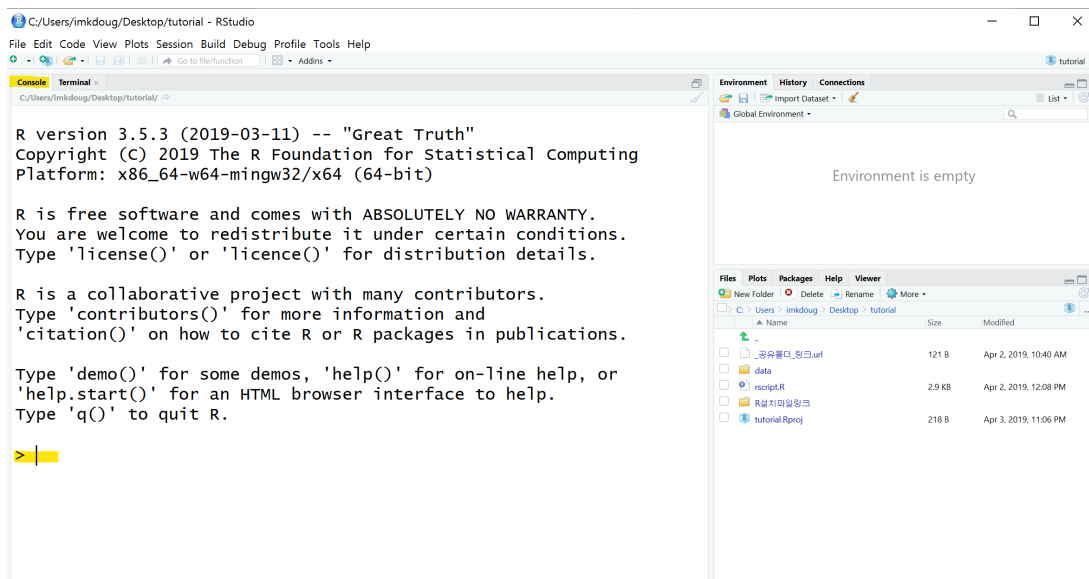 C:/Users/imkdoug/Desktop/tutorial - RStudio
File Edit Code View Plots Session Build Debug Profile Tools Help
Go to file/function Addins tutorial
Console Terminal
C:/Users/imkdoug/Desktop/tutorial/
R version 3.5.3 (2019-03-11) -- "Great Truth"
Copyright (C) 2019 The R Foundation for Statistical Computing
Platform: x86_64-w64-mingw32/x64 (64-bit)
R is free software and comes with ABSOLUTELY NO WARRANTY.
You are welcome to redistribute it under certain conditions.
Type 'license()' or 'licence()' for distribution details.
R is a collaborative project with many contributors.
Type 'contributors()' for more information and
'citation()' on how to cite R or R packages in publications.
Type 'demo()' for some demos, 'help()' for on-line help, or
'help.start()' for an HTML browser interface to help.
Type 'q()' to quit R.
>
Environment History Connections
Import Dataset List
Global Environment
Environment is empty
Files Plots Packages Help Viewer
New Folder Delete Rename More
C: Users imkdoug Desktop tutorial
Name Size Modified
..
_공유폴더_링크.url 121 B Apr 2, 2019, 10:40 AM
data
rscript.R 2.9 KB Apr 2, 2019, 12:08 PM
R설치파일링크
tutorial.Rproj 218 B Apr 3, 2019, 11:06 PM